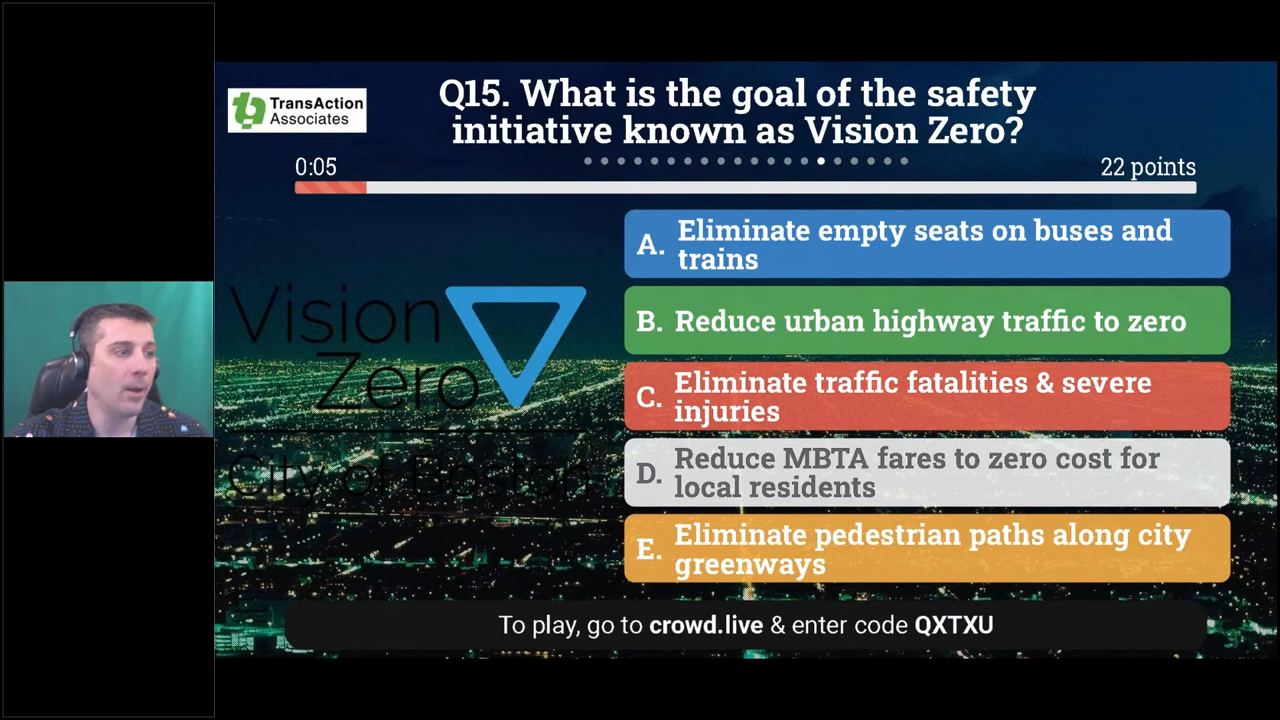 TransAction
Associates
Q15. What is the goal of the safety
initiative known as Vision Zero?
0:05
22 points
Vision
Zero
City of Boston
A. Eliminate empty seats on buses and
trains
B. Reduce urban highway traffic to zero
C. Eliminate traffic fatalities & severe
injuries
D. Reduce MBTA fares to zero cost for
local residents
E. Eliminate pedestrian paths along city
greenways
To play, go to crowd.live & enter code QXTXU